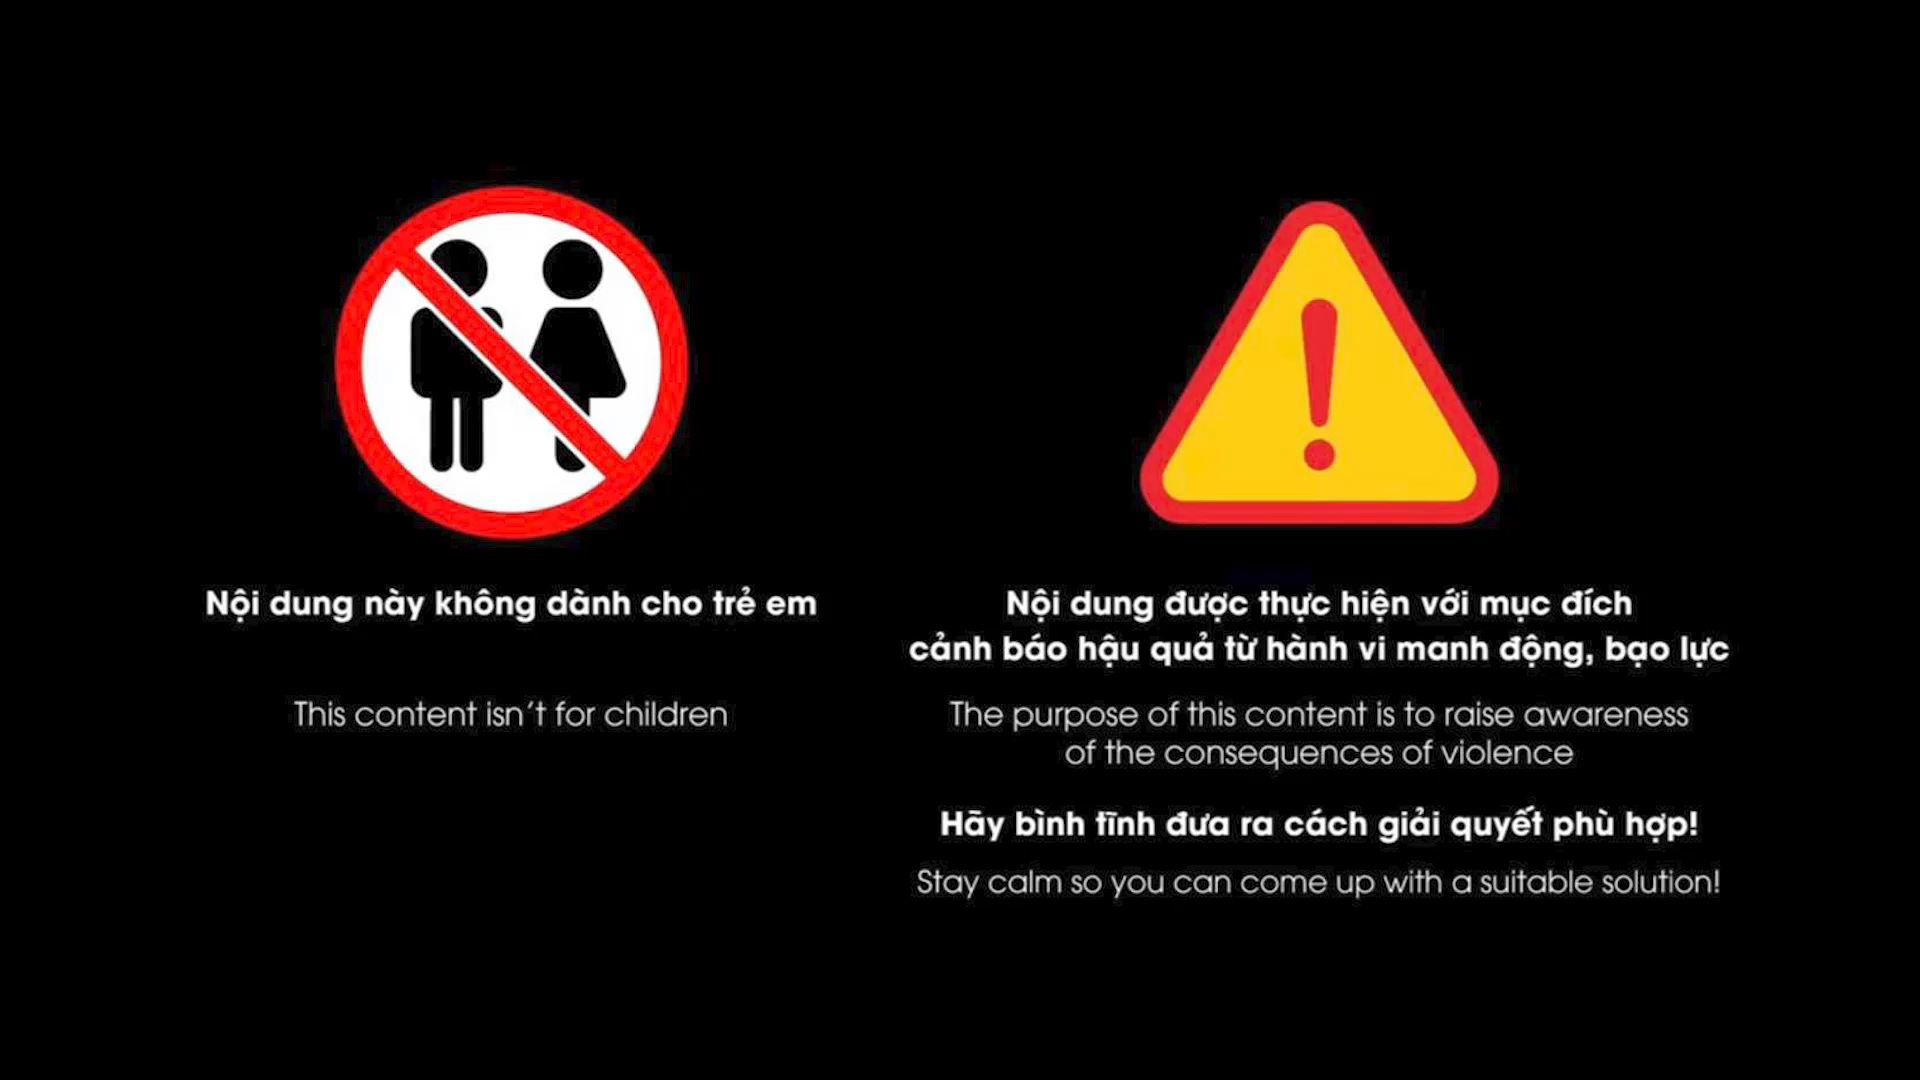 Nội dung này không dành cho trẻ em
This content isn't for children
Nội dung được thực hiện với mục đích
cảnh báo hậu quả từ hành vi manh động, bạo lực
The purpose of this content is to raise awareness
of the consequences of violence
Hãy bình tĩnh đưa ra cách giải quyết phù hợp!
Stay calm so you can come up with a suitable solution!